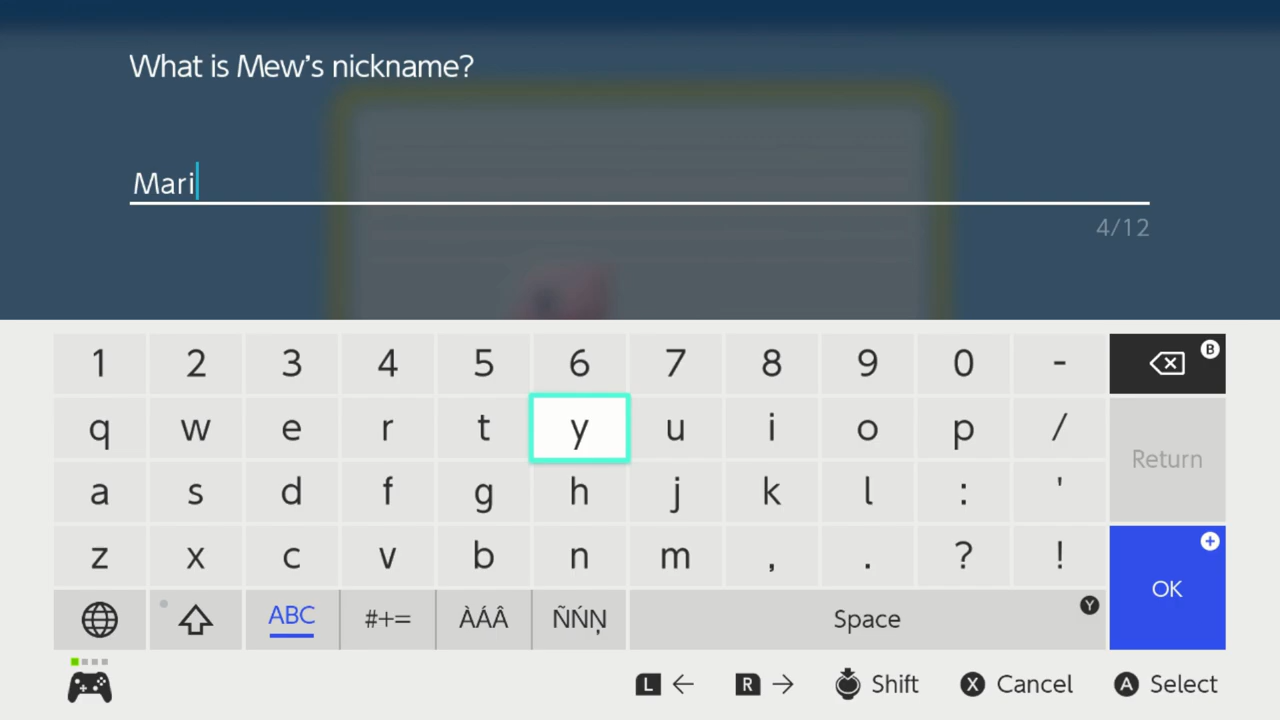 What is Mew's nickname?
Mari
4/12
1 2 3 4 5 6 7 8 9 0 - B
q w e r t y u i o p / Return
a s d f g h j k l : '
z x c v b n m , . ? ! + OK
ABC #+= ÀÁÂ ÑŃŅ Space Y
L ← R → Shift X Cancel A Select